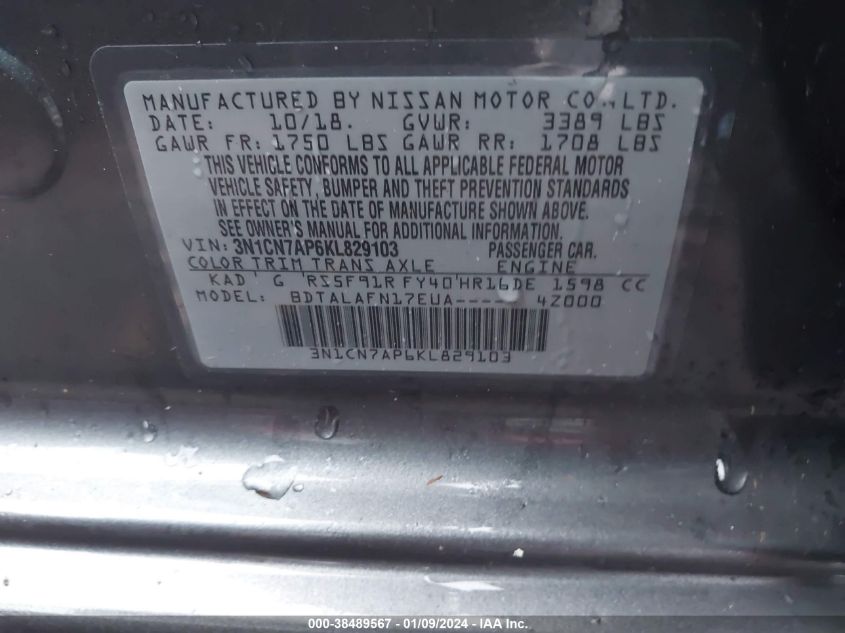 MANUFACTURED BY NISSAN MOTOR CO., LTD.
DATE: 10/18. GVWR: 3389 LBS
GAWR FR: 1750 LBS GAWR RR: 1708 LBS
THIS VEHICLE CONFORMS TO ALL APPLICABLE FEDERAL MOTOR
VEHICLE SAFETY, BUMPER AND THEFT PREVENTION STANDARDS
IN EFFECT ON THE DATE OF MANUFACTURE SHOWN ABOVE.
SEE OWNER'S MANUAL FOR ADDITIONAL INFORMATION.
VIN: 3N1CN7AP6KL829103 PASSENGER CAR.
COLOR TRIM TRANS AXLE ENGINE
KAD' G RS5F91R FY40'HR16DE 1598 CC
MODEL: BDTALAFN17EUA----- 4Z000
3N1CN7AP6KL829103
000-38489567 - 01/09/2024 - IAA Inc.